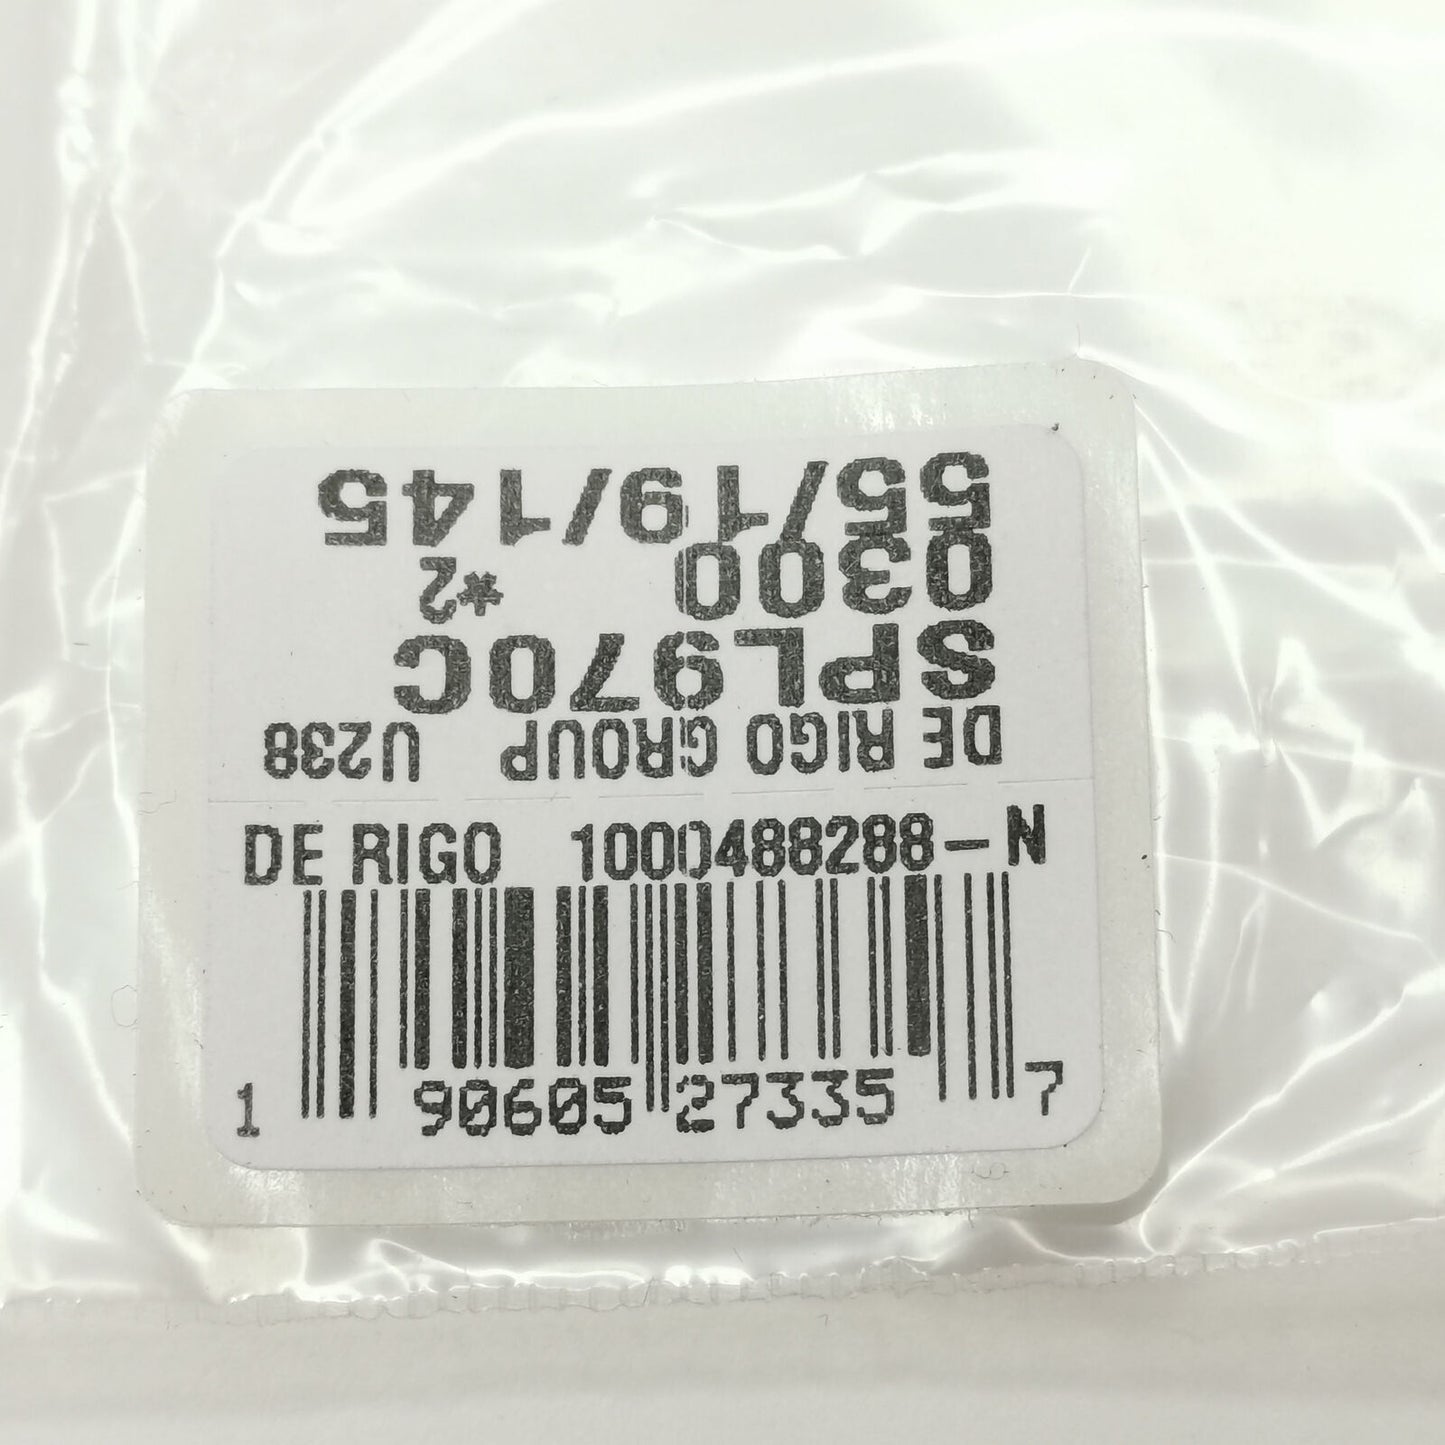 DE RIGO GROUP U238
SPL970C
0300 *2
55/19/145
DE RIGO 1000488288-N
1 90605 27335 7